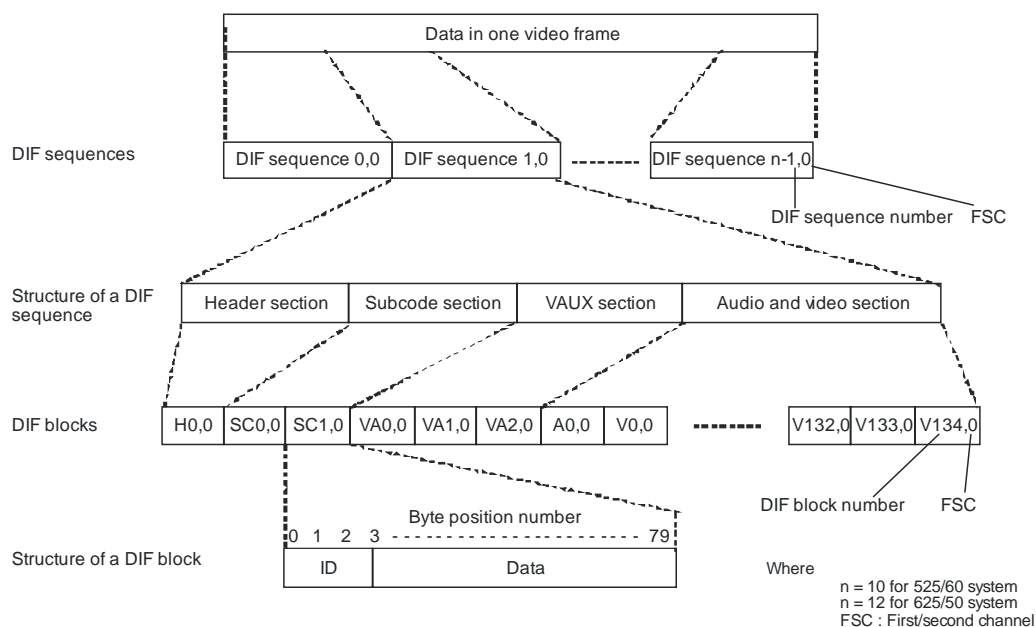 Data in one video frame
DIF sequences
DIF sequence 0,0 DIF sequence 1,0 DIF sequence n-1,0
DIF sequence number FSC
Structure of a DIF
sequence
Header section Subcode section VAUX section Audio and video section
DIF blocks
H0,0 SC0,0 SC1,0 VA0,0 VA1,0 VA2,0 A0,0 V0,0 V132,0 V133,0 V134,0
DIF block number FSC
Byte position number
0 1 2 3 79
Structure of a DIF block
ID Data
Where
n = 10 for 525/60 system
n = 12 for 625/50 system
FSC : First/second channel